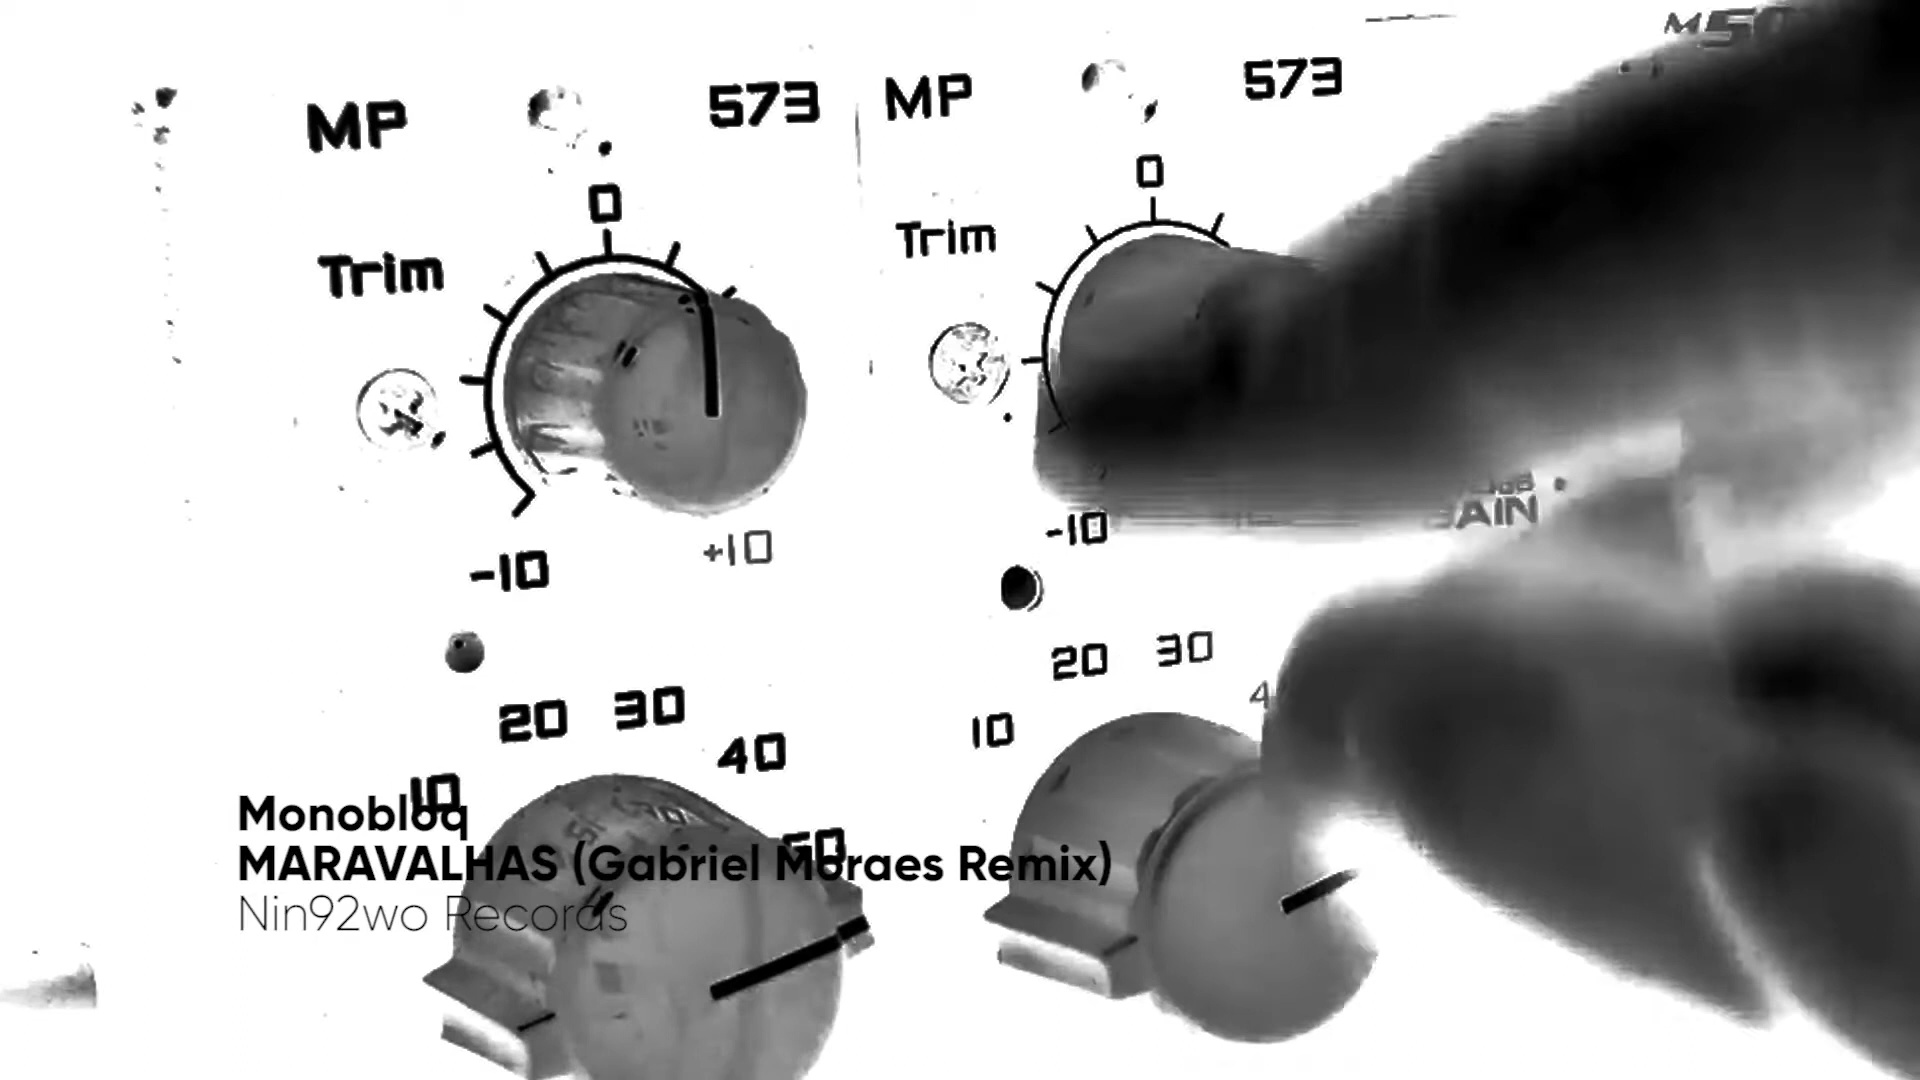 MP 573 MP 573
0 0
Trim Trim
-10 +10 -10
20 30 20 30
40
10 10
Monobloq
MARAVALHAS (Gabriel Moraes Remix)
Nin92wo Records